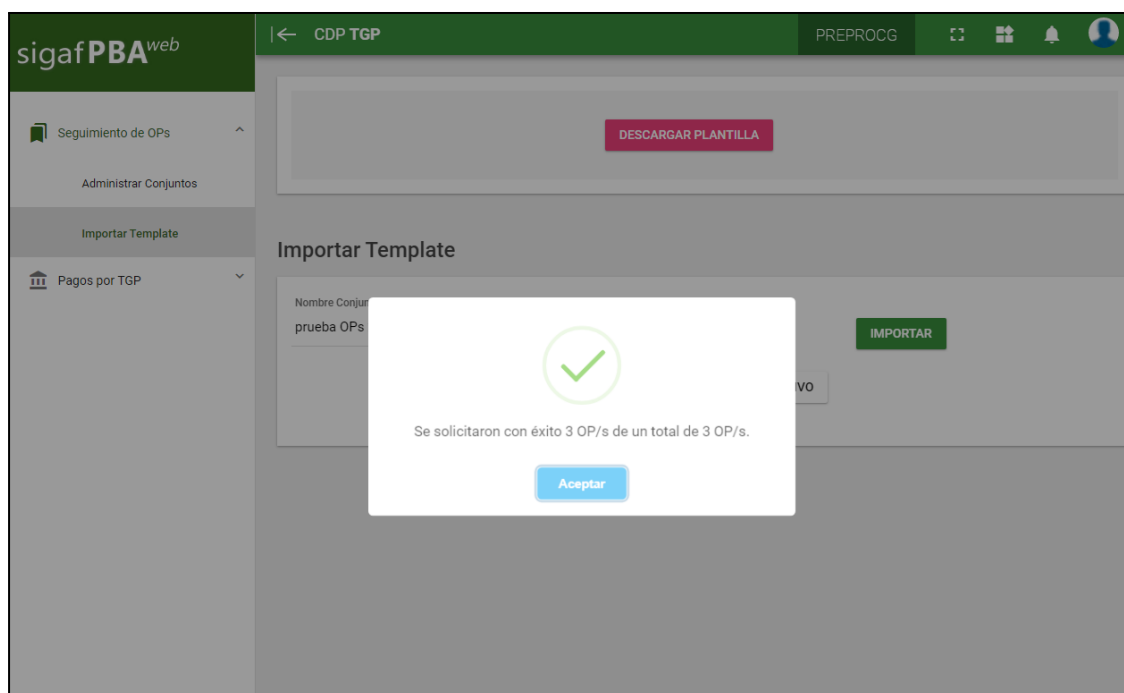 sigafPBAweb
|← CDP TGP
PREPROCG
Seguimiento de OPs
Administrar Conjuntos
Importar Template
Pagos por TGP
DESCARGAR PLANTILLA
Importar Template
Nombre Conjun
prueba OPs
IMPORTAR
IVO
Se solicitaron con éxito 3 OP/s de un total de 3 OP/s.
Aceptar